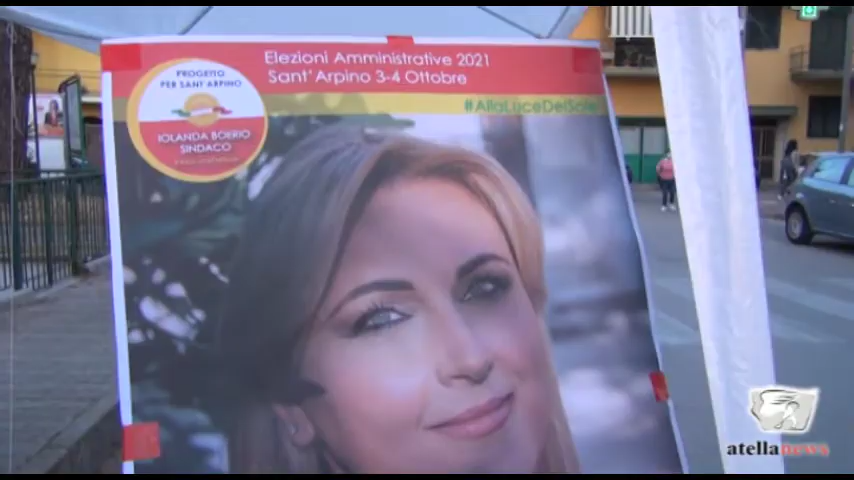 Elezioni Amministrative 2021
Sant'Arpino 3-4 Ottobre
#AllaLuceDelSole
PROGETTO
PER SANT'ARPINO
IOLANDA BOERIO
SINDACO
atellanews